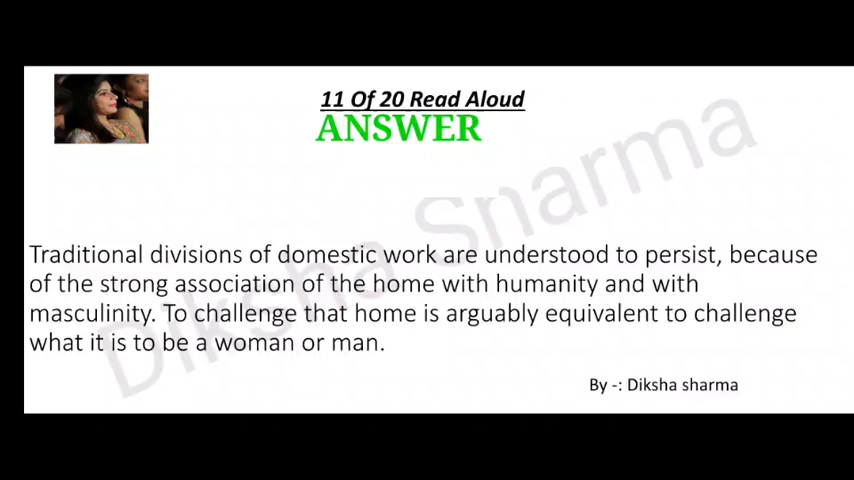 11 Of 20 Read Aloud
ANSWER
Traditional divisions of domestic work are understood to persist, because
of the strong association of the home with humanity and with
masculinity. To challenge that home is arguably equivalent to challenge
what it is to be a woman or man.
By -: Diksha sharma
Diksha Sharma